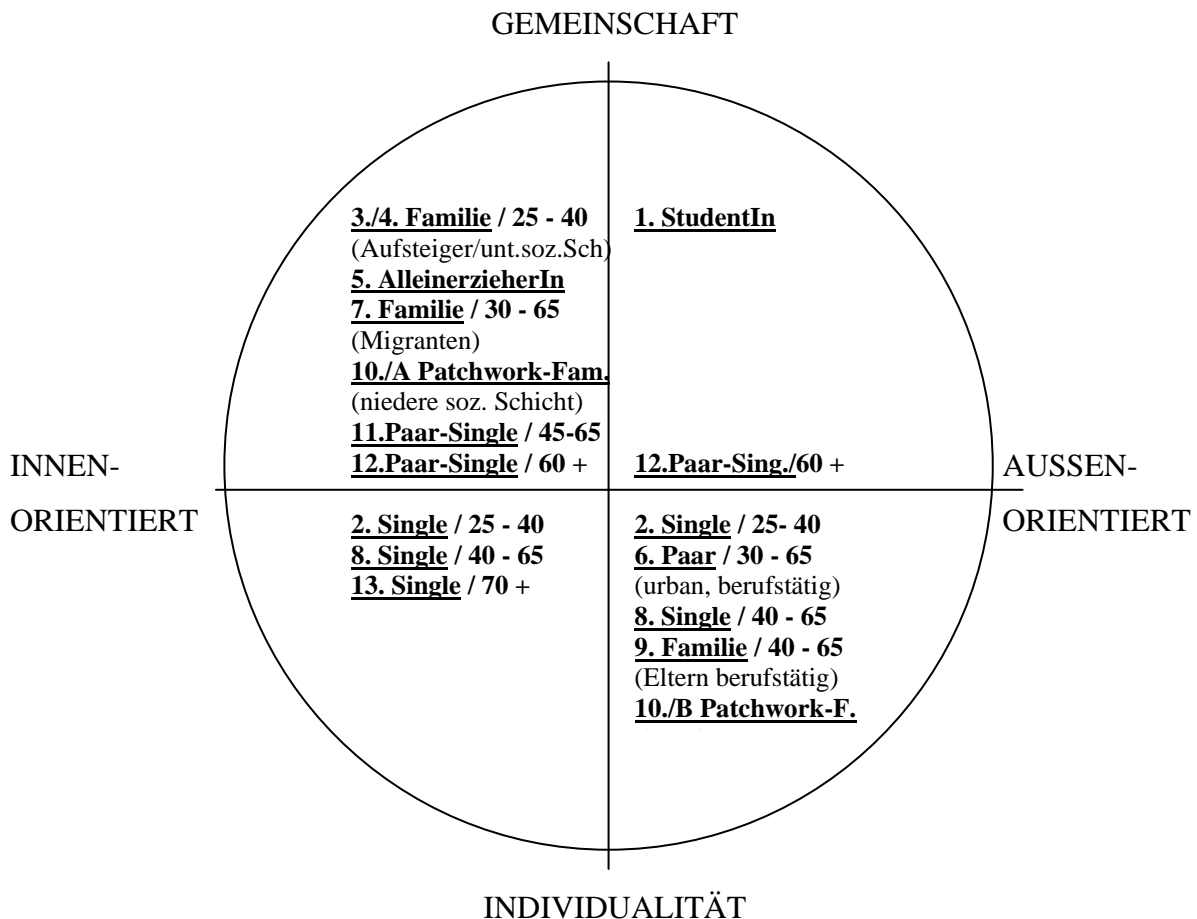 GEMEINSCHAFT
3./4. Familie / 25 - 40
(Aufsteiger/unt.soz.Sch)
5. AlleinerzieherIn
7. Familie / 30 - 65
(Migranten)
10./A Patchwork-Fam.
(niedere soz. Schicht)
11.Paar-Single / 45-65
12.Paar-Single / 60 +
1. StudentIn
12.Paar-Sing./60 +
INNEN-
ORIENTIERT
AUSSEN-
ORIENTIERT
2. Single / 25 - 40
8. Single / 40 - 65
13. Single / 70 +
2. Single / 25- 40
6. Paar / 30 - 65
(urban, berufstätig)
8. Single / 40 - 65
9. Familie / 40 - 65
(Eltern berufstätig)
10./B Patchwork-F.
INDIVIDUALITÄT